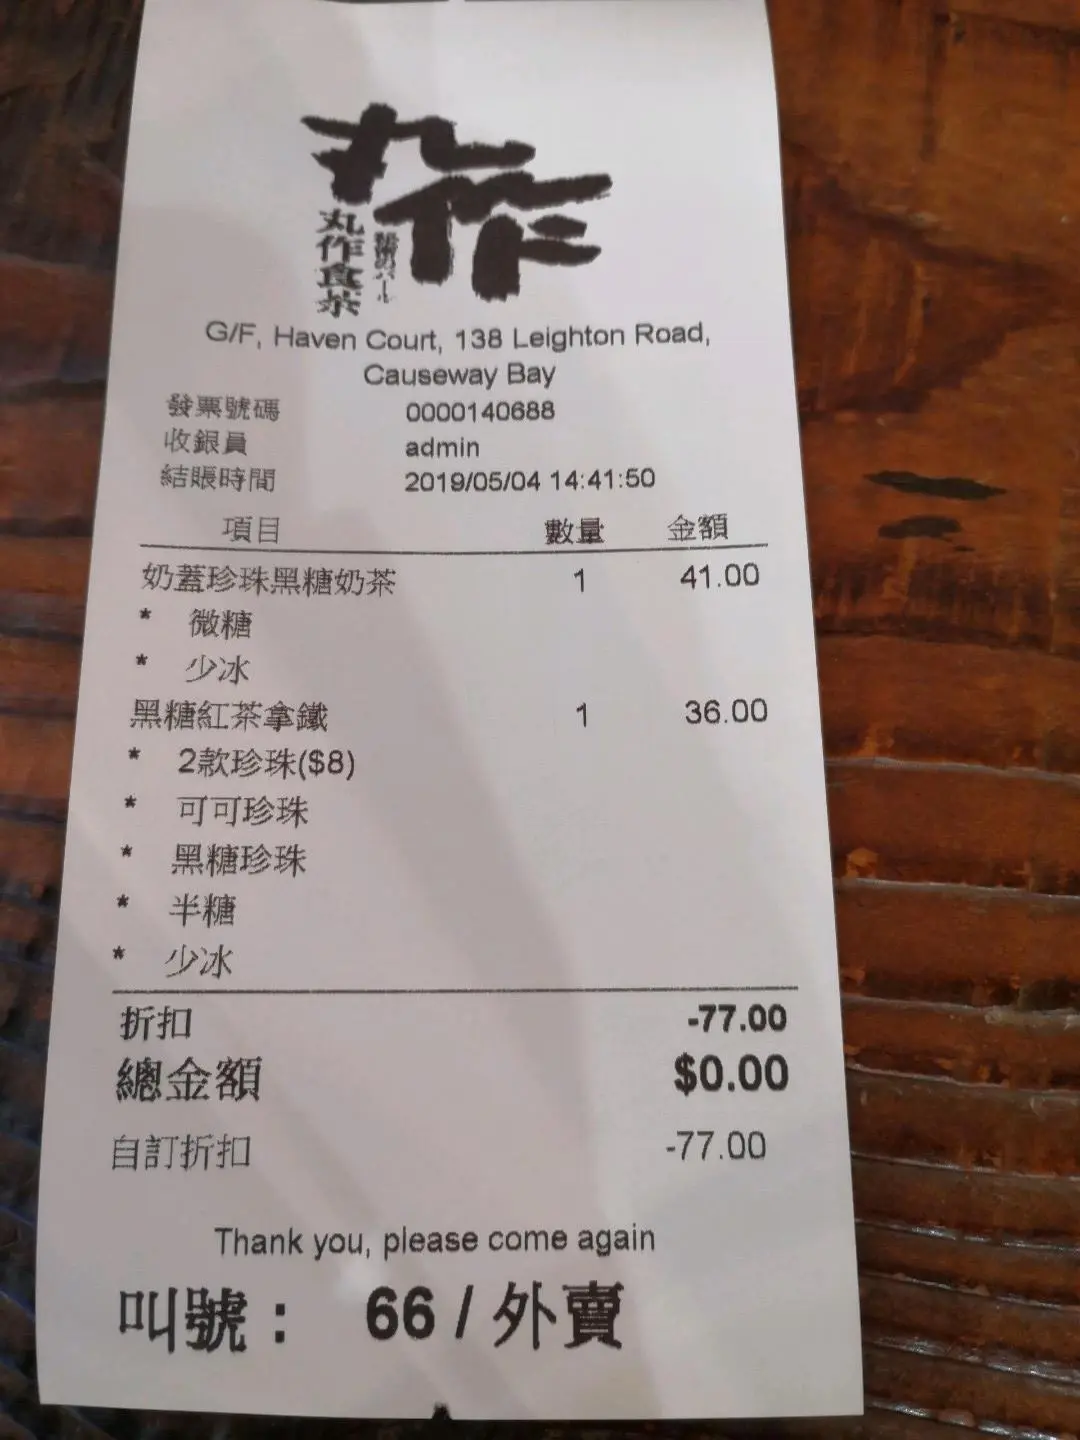 丸作
丸作食茶
G/F, Haven Court, 138 Leighton Road,
Causeway Bay
發票號碼 0000140688
收銀員 admin
結賬時間 2019/05/04 14:41:50
項目 數量 金額
奶蓋珍珠黑糖奶茶 1 41.00
* 微糖
* 少冰
黑糖紅茶拿鐵 1 36.00
* 2款珍珠($8)
* 可可珍珠
* 黑糖珍珠
* 半糖
* 少冰
折扣 -77.00
總金額 $0.00
自訂折扣 -77.00
Thank you, please come again
叫號： 66 / 外賣